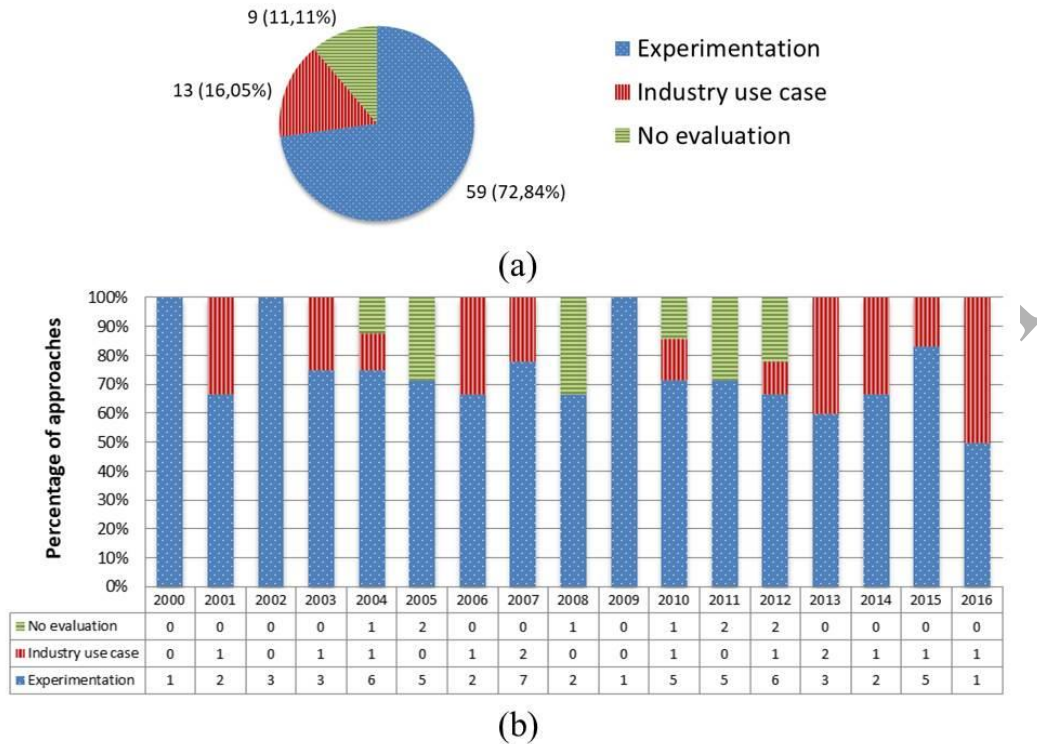 9 (11,11%)
13 (16,05%)
59 (72,84%)
Experimentation
Industry use case
No evaluation
(a)
Percentage of approaches
100%
90%
80%
70%
60%
50%
40%
30%
20%
10%
0%
2000 2001 2002 2003 2004 2005 2006 2007 2008 2009 2010 2011 2012 2013 2014 2015 2016
No evaluation 0 0 0 0 1 2 0 0 1 0 1 2 2 0 0 0 0
Industry use case 0 1 0 1 1 0 1 2 0 0 1 0 1 2 1 1 1
Experimentation 1 2 3 3 6 5 2 7 2 1 5 5 6 3 2 5 1
(b)